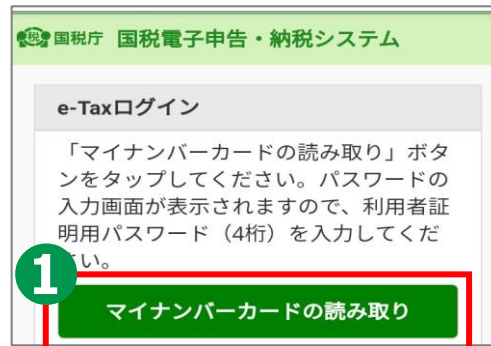 税 国税庁 国税電子申告・納税システム
e-Taxログイン
「マイナンバーカードの読み取り」ボタ
ンをタップしてください。パスワードの
入力画面が表示されますので、利用者証
明用パスワード（4桁）を入力してくだ
い。
1
マイナンバーカードの読み取り